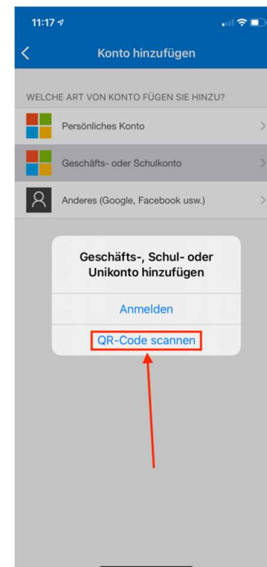 11:17
Konto hinzufügen
WELCHE ART VON KONTO FÜGEN SIE HINZU?
Persönliches Konto
Geschäfts- oder Schulkonto
Anderes (Google, Facebook usw.)
Geschäfts-, Schul- oder
Unikonto hinzufügen
Anmelden
QR-Code scannen